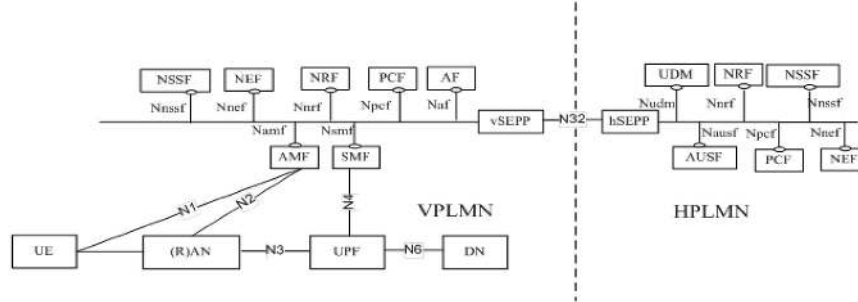 NSSF NEF NRF PCF AF UDM NRF NSSF
Nnssf Nnef Nnrf Npcf Naf Nudm Nnrf Nnssf
vSEPP N32 hSEPP
Namf Nsmf Nausf Npcf Nnef
AMF SMF AUSF PCF NEF
N1 N2 N4 VPLMN HPLMN
UE (R)AN N3 UPF N6 DN